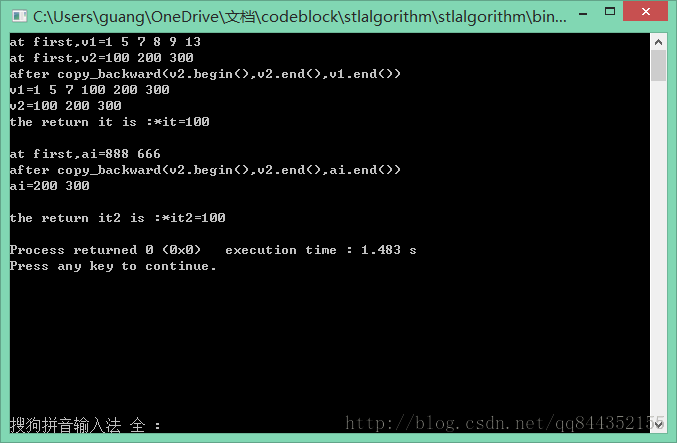 C:\Users\guang\OneDrive\文档\codeblock\stlalgorithm\stlalgorithm\bin...
at first,v1=1 5 7 8 9 13
at first,v2=100 200 300
after copy_backward(v2.begin(),v2.end(),v1.end())
v1=1 5 7 100 200 300
v2=100 200 300
the return it is :*it=100
at first,ai=888 666
after copy_backward(v2.begin(),v2.end(),ai.end())
ai=200 300
the return it2 is :*it2=100
Process returned 0 (0x0)   execution time : 1.483 s
Press any key to continue.
搜狗拼音输入法 全 :
http://blog.csdn.net/qq844352155